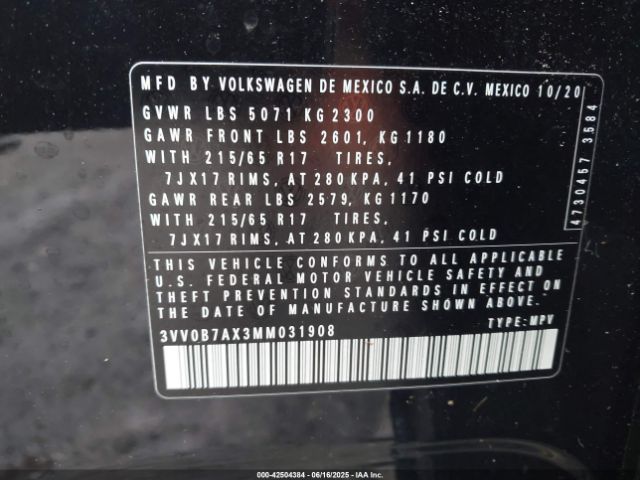 MFD BY VOLKSWAGEN DE MEXICO S.A. DE C.V. MEXICO 10/20
GVWR LBS 5071 KG 2300
GAWR FRONT LBS 2601, KG 1180
WITH 215/65 R17 TIRES,
7JX17 RIMS, AT 280 KPA, 41 PSI COLD
GAWR REAR LBS 2579, KG 1170
WITH 215/65 R17 TIRES,
7JX17 RIMS, AT 280 KPA, 41 PSI COLD
4730457 3584
THIS VEHICLE CONFORMS TO ALL APPLICABLE
U.S. FEDERAL MOTOR VEHICLE SAFETY AND
THEFT PREVENTION STANDARDS IN EFFECT ON
THE DATE OF MANUFACTURE SHOWN ABOVE.
3VV0B7AX3MM031908 TYPE: MPV
000-42504384 - 06/16/2025 - IAA Inc.